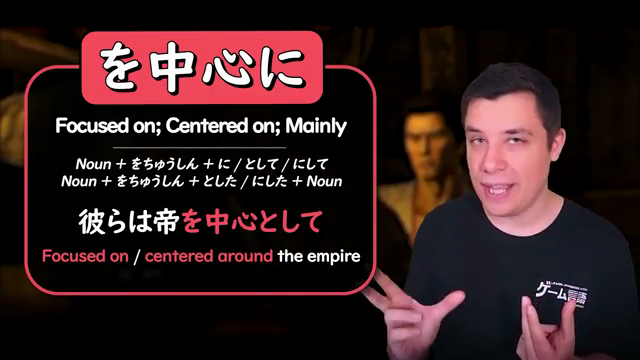 を中心に
Focused on; Centered on; Mainly
Noun + をちゅうしん + に / として / にして
Noun + をちゅうしん + とした / にした + Noun
彼らは帝を中心として
Focused on / centered around the empire
ゲーム言語